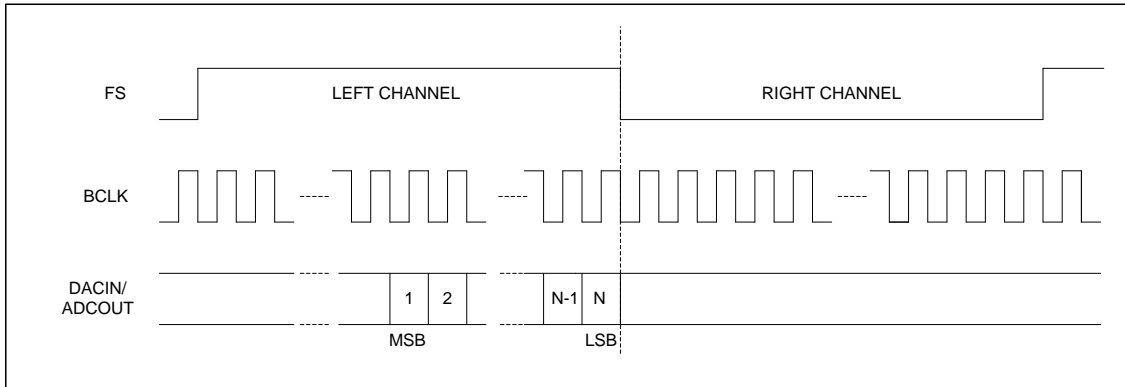 FS
LEFT CHANNEL
RIGHT CHANNEL
BCLK
DACIN/
ADCOUT
1
2
N-1
N
MSB
LSB